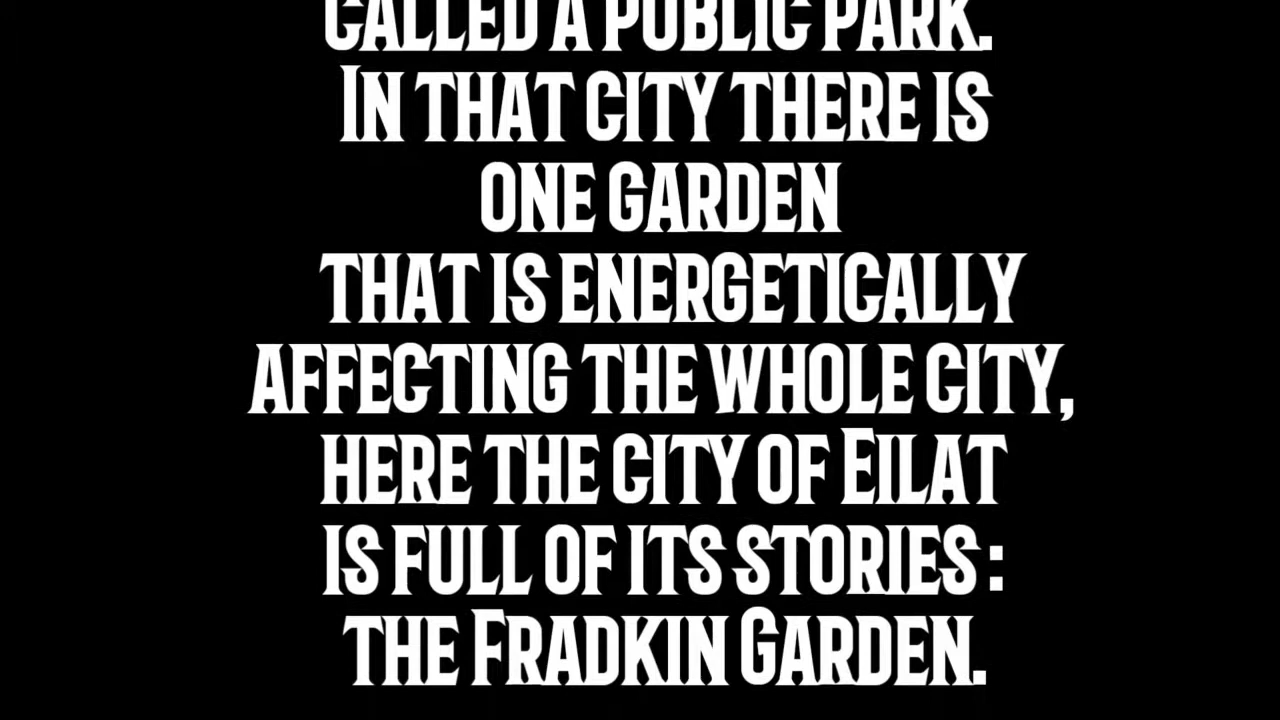 CALLED A PUBLIC PARK.
IN THAT CITY THERE IS
ONE GARDEN
THAT IS ENERGETICALLY
AFFECTING THE WHOLE CITY,
HERE THE CITY OF EILAT
IS FULL OF ITS STORIES :
THE FRADKIN GARDEN.